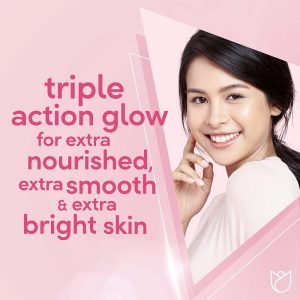 triple
action glow
for extra
nourished,
extra smooth
& extra
bright skin